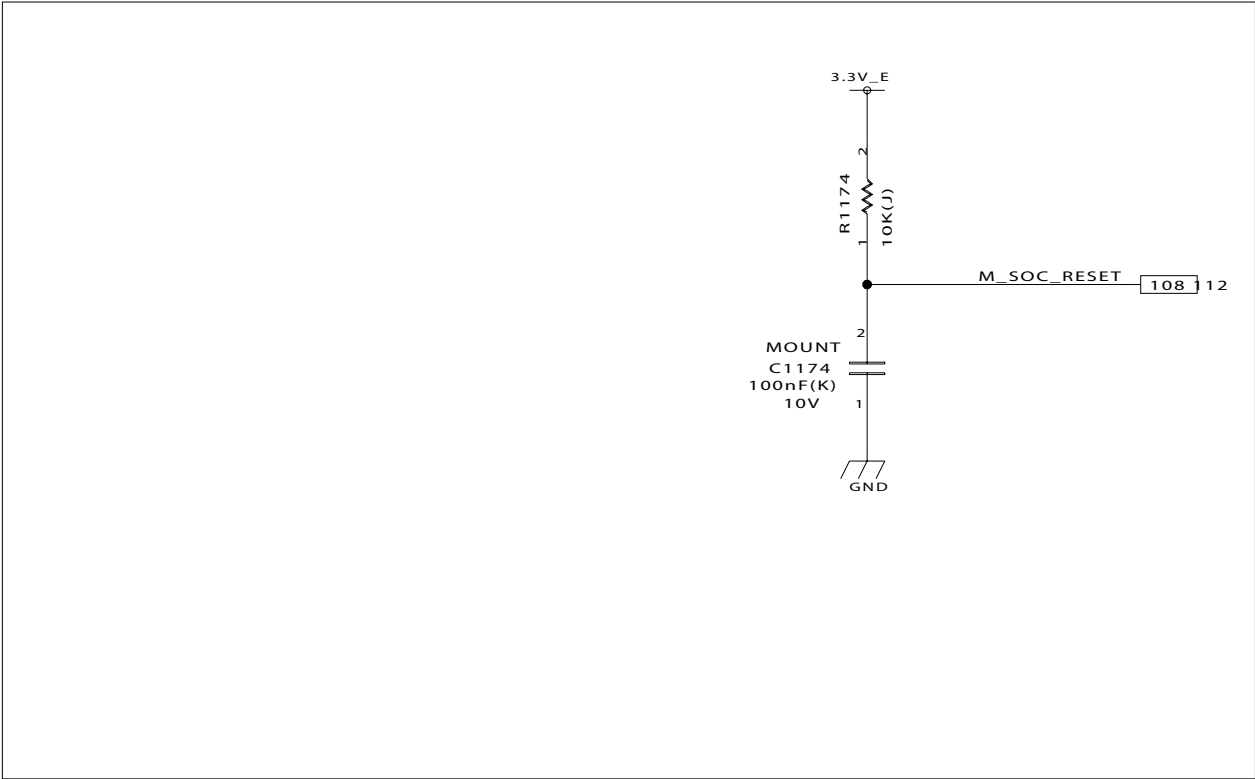 3.3V_E
2
R1174
10K(J)
1
M_SOC_RESET
108 112
2
MOUNT
C1174
100nF(K)
10V
1
GND